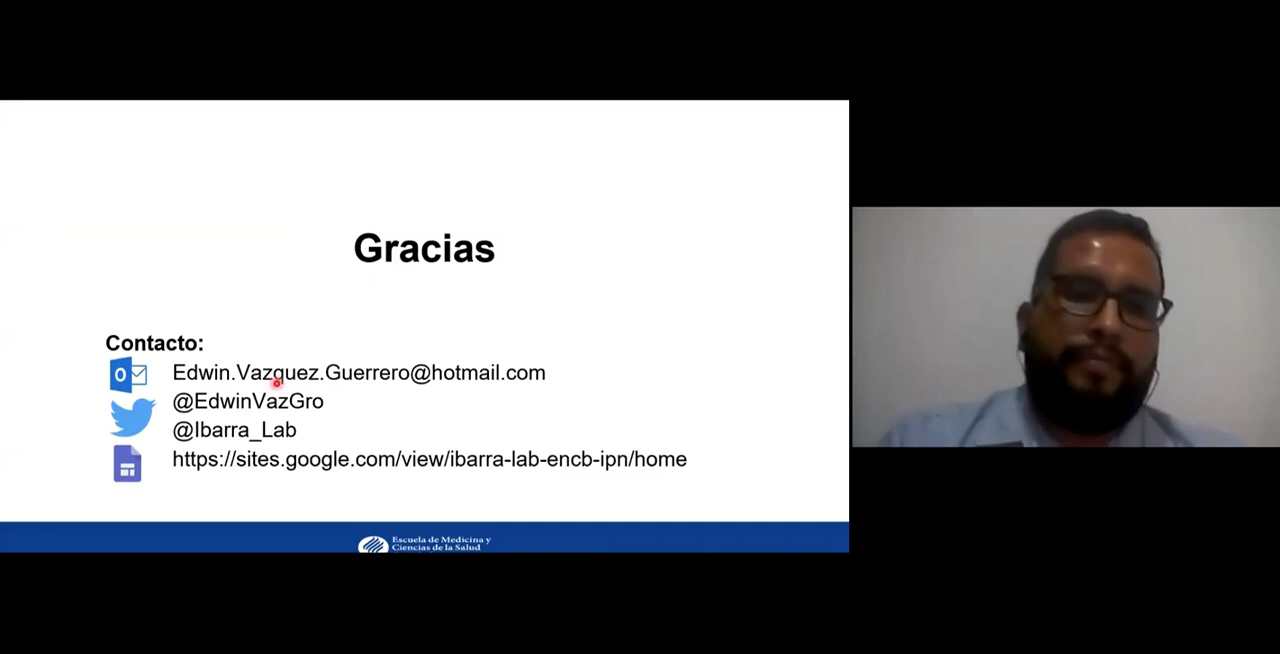 Gracias
Contacto:
Edwin.Vazquez.Guerrero@hotmail.com
@EdwinVazGro
@Ibarra_Lab
https://sites.google.com/view/ibarra-lab-encb-ipn/home
Escuela de Medicina y
Ciencias de la Salud